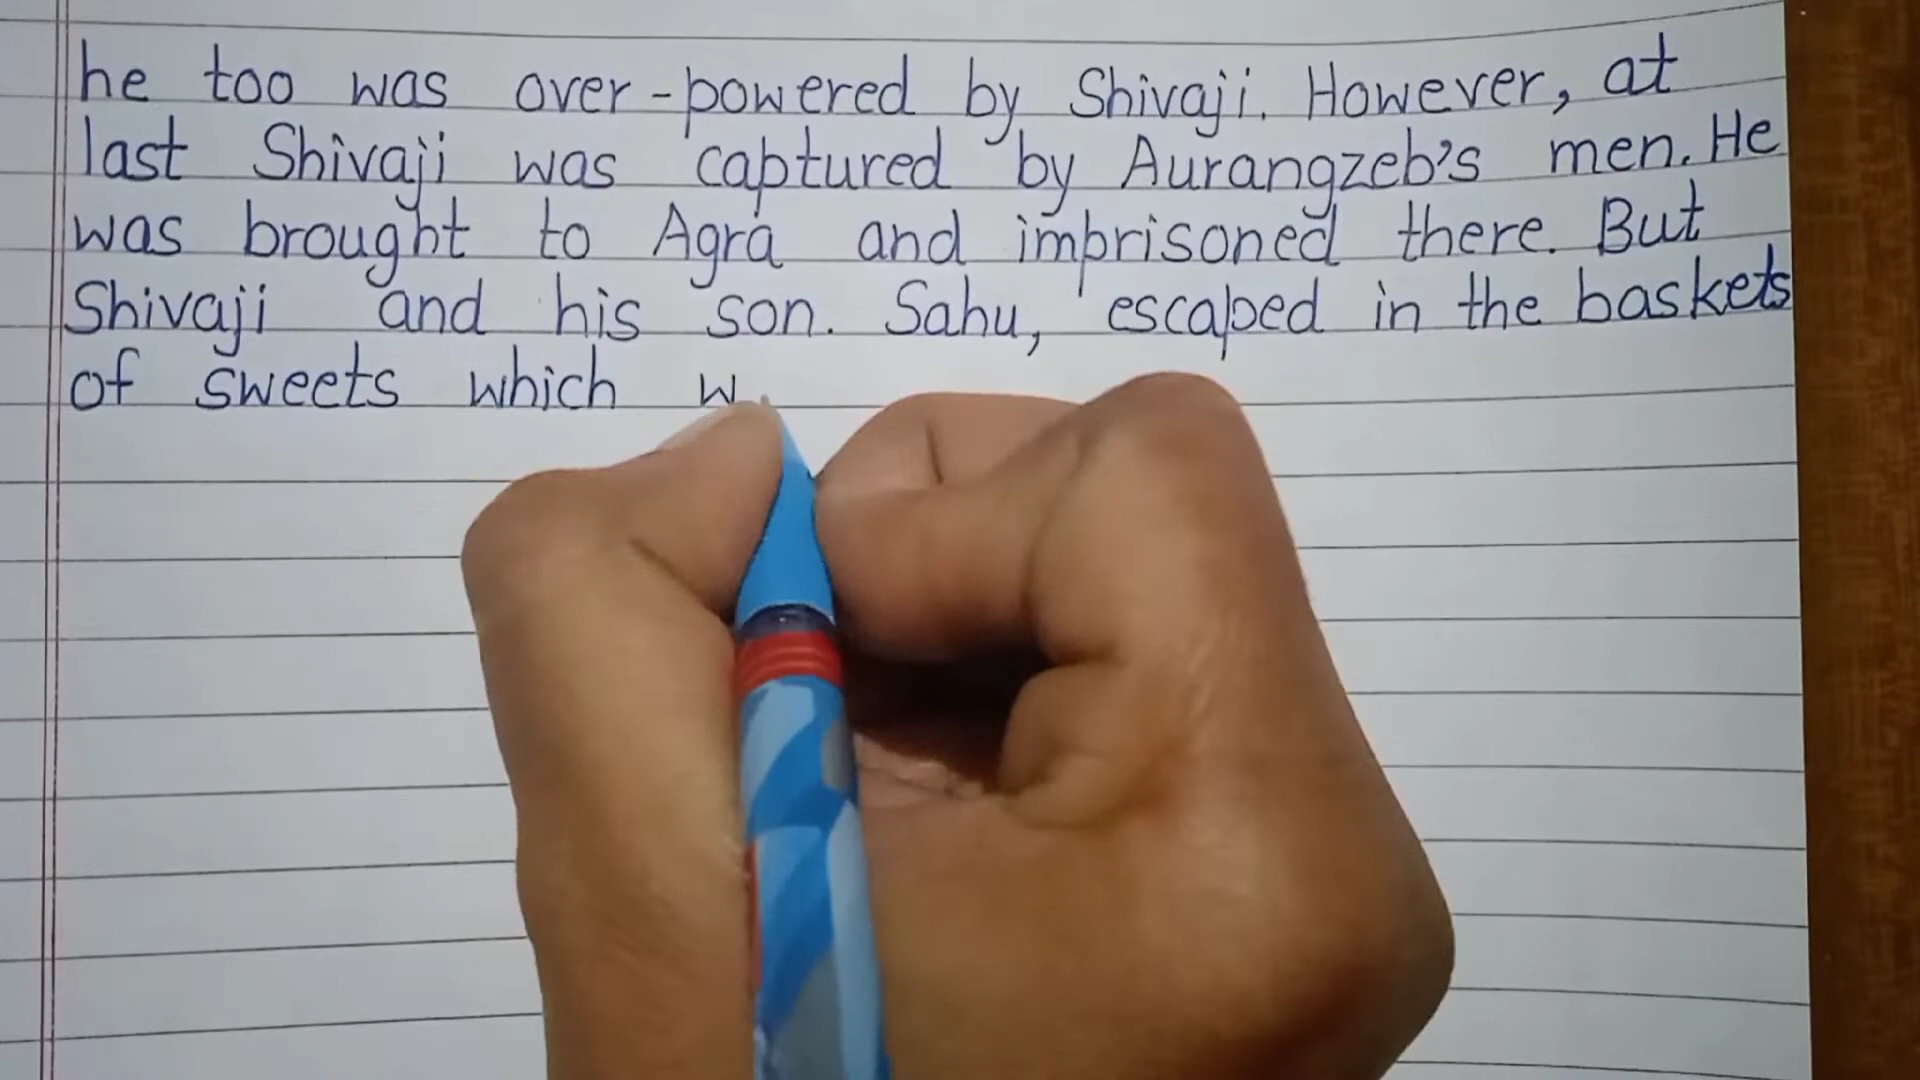 he too was over-powered by Shivaji. However, at
last Shivaji was captured by Aurangzeb's men. He
was brought to Agra and imprisoned there. But
Shivaji and his son. Sahu, escaped in the baskets
of sweets which w